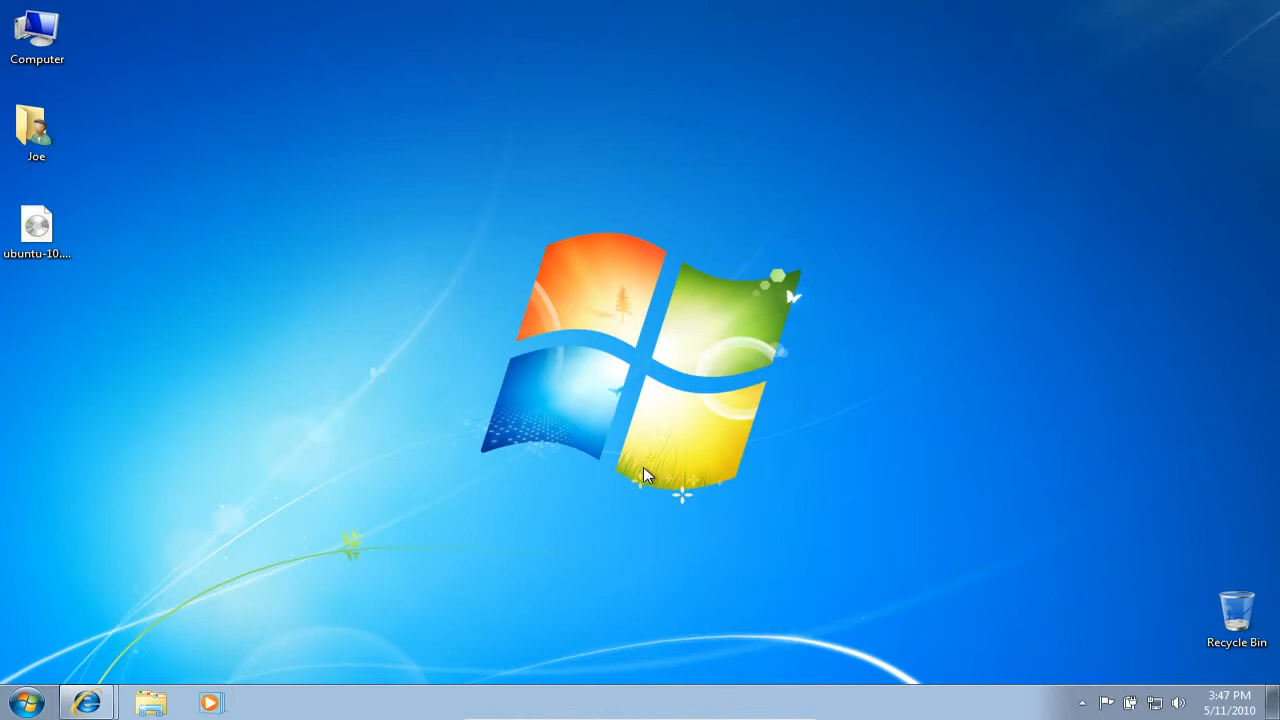 Computer
Joe
ubuntu-10....
Recycle Bin
3:47 PM
5/11/2010